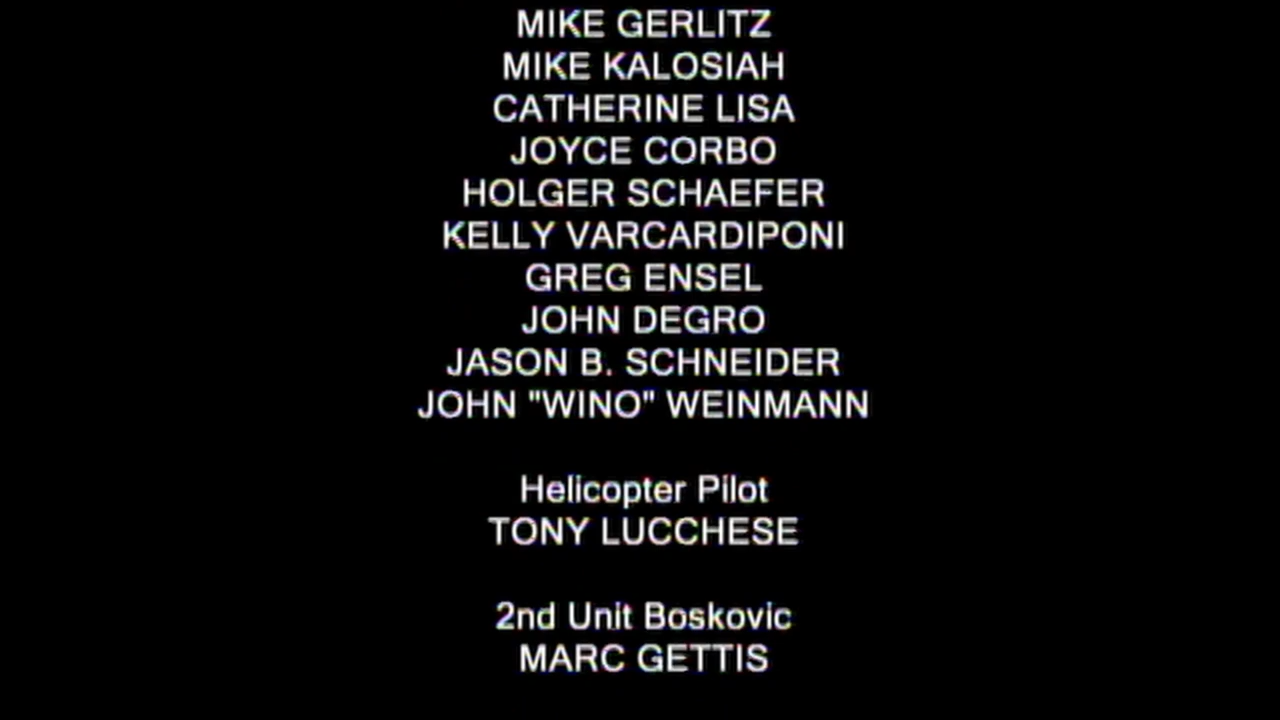 MIKE GERLITZ
MIKE KALOSIAH
CATHERINE LISA
JOYCE CORBO
HOLGER SCHAEFER
KELLY VARCARDIPONI
GREG ENSEL
JOHN DEGRO
JASON B. SCHNEIDER
JOHN "WINO" WEINMANN
Helicopter Pilot
TONY LUCCHESE
2nd Unit Boskovic
MARC GETTIS